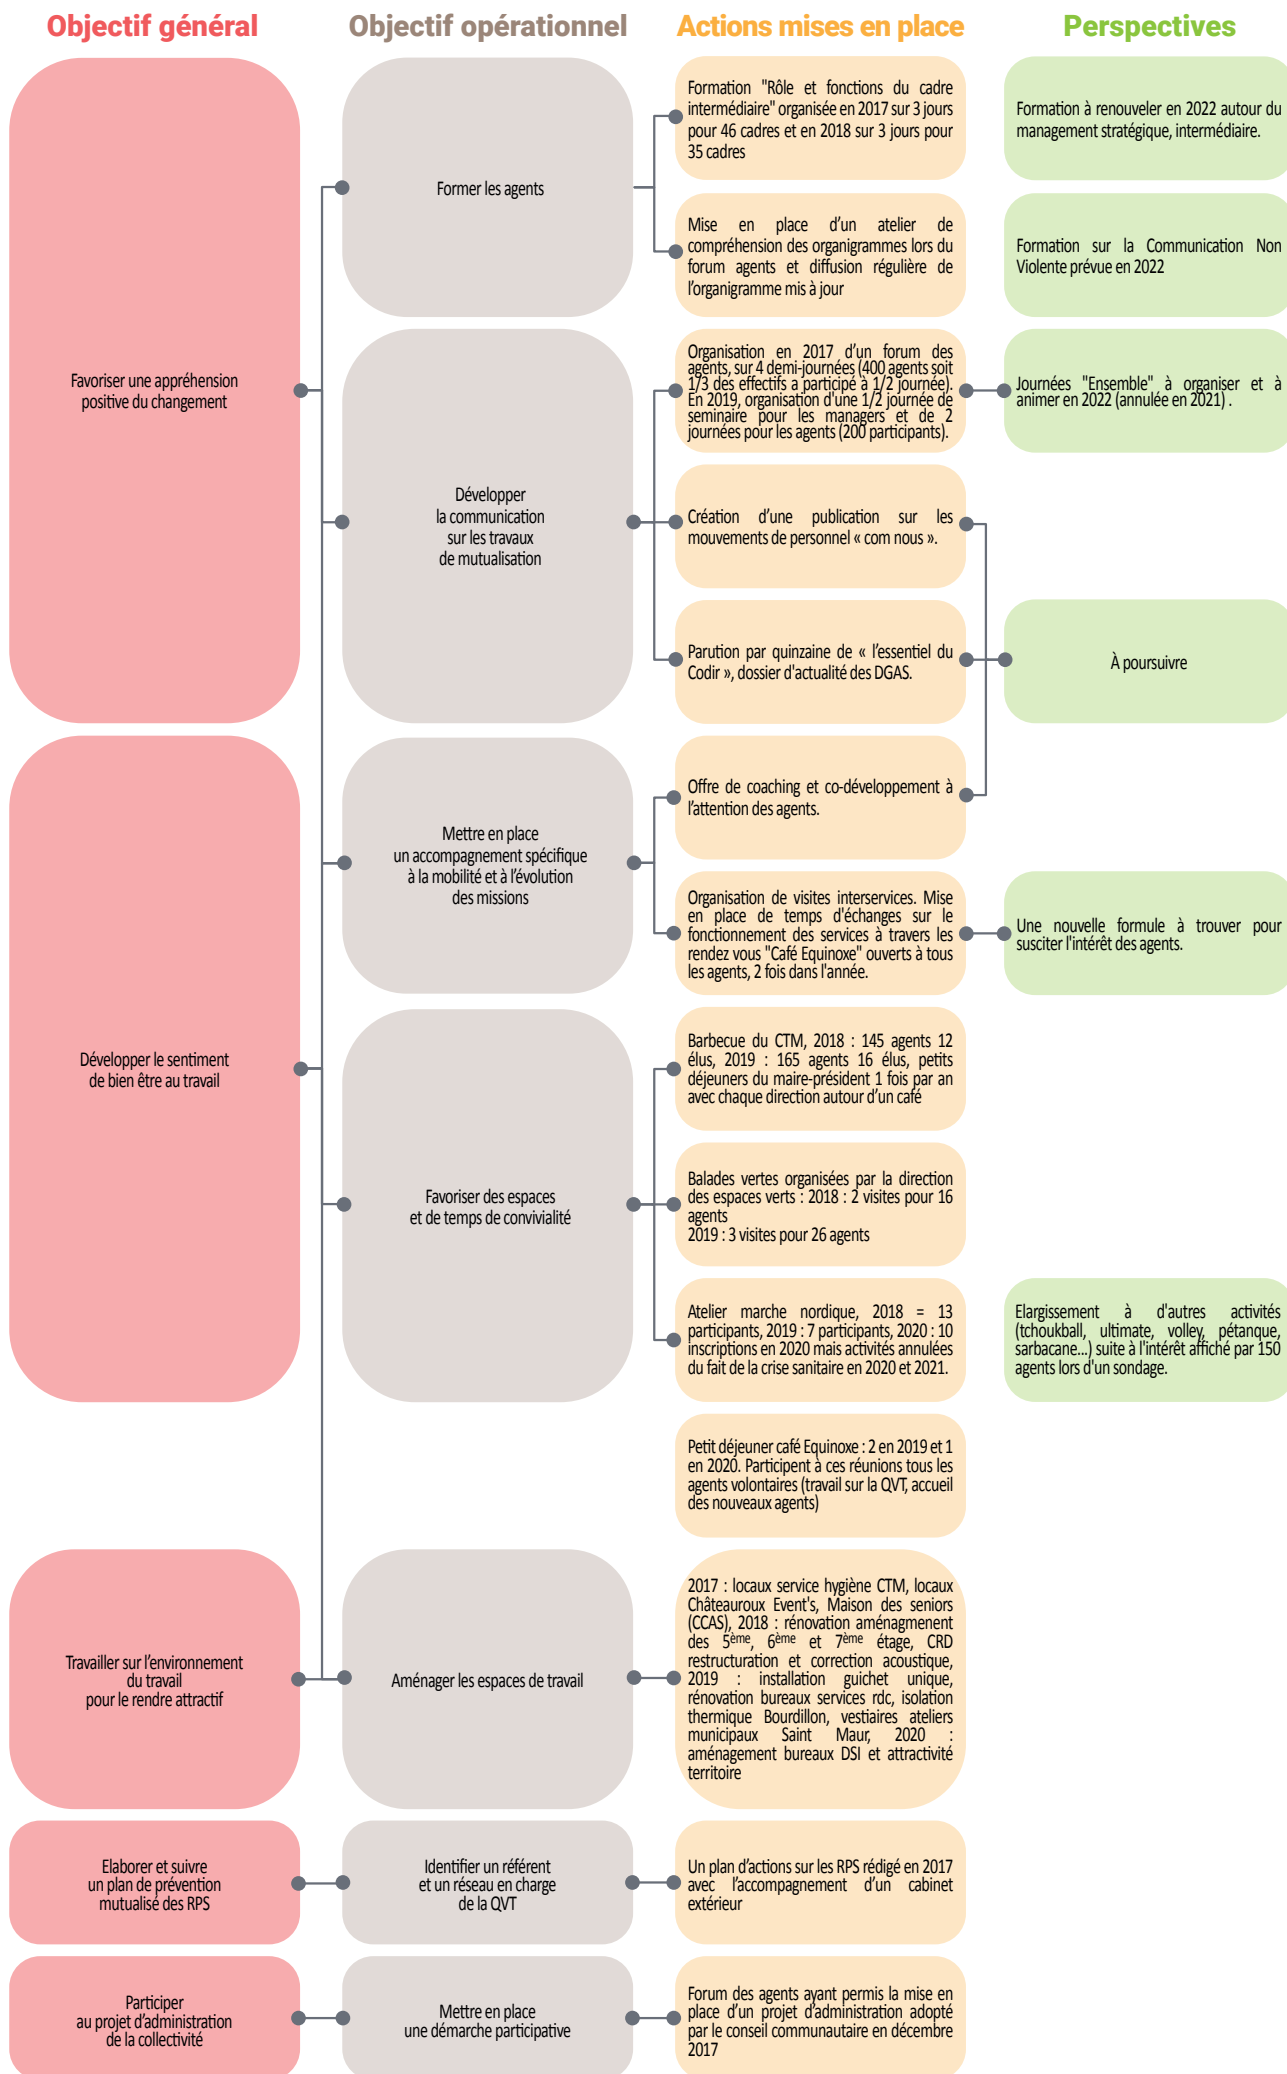 Objectif général
Objectif opérationnel
Actions mises en place
Perspectives
Favoriser une appréhension
positive du changement
Former les agents
Formation "Rôle et fonctions du cadre
intermédiaire" organisée en 2017 sur 3 jours
pour 46 cadres et en 2018 sur 3 jours pour
35 cadres
Formation à renouveler en 2022 autour du
management stratégique, intermédiaire.
Mise en place d’un atelier de
compréhension des organigrammes lors du
forum agents et diffusion régulière de
l’organigramme mis à jour
Formation sur la Communication Non
Violente prévue en 2022
Développer
la communication
sur les travaux
de mutualisation
Organisation en 2017 d’un forum des
agents, sur 4 demi-journées (400 agents soit
1/3 des effectifs a participé à 1/2 journée).
En 2019, organisation d'une 1/2 journée de
seminaire pour les managers et de 2
journées pour les agents (200 participants).
Journées "Ensemble" à organiser et à
animer en 2022 (annulée en 2021) .
Création d’une publication sur les
mouvements de personnel « com nous ».
Parution par quinzaine de « l’essentiel du
Codir », dossier d'actualité des DGAS.
À poursuivre
Développer le sentiment
de bien être au travail
Mettre en place
un accompagnement spécifique
à la mobilité et à l’évolution
des missions
Offre de coaching et co-développement à
l’attention des agents.
Organisation de visites interservices. Mise
en place de temps d'échanges sur le
fonctionnement des services à travers les
rendez vous "Café Equinoxe" ouverts à tous
les agents, 2 fois dans l'année.
Une nouvelle formule à trouver pour
susciter l'intérêt des agents.
Favoriser des espaces
et de temps de convivialité
Barbecue du CTM, 2018 : 145 agents 12
élus, 2019 : 165 agents 16 élus, petits
déjeuners du maire-président 1 fois par an
avec chaque direction autour d’un café
Balades vertes organisées par la direction
des espaces verts : 2018 : 2 visites pour 16
agents
2019 : 3 visites pour 26 agents
Atelier marche nordique, 2018 = 13
participants, 2019 : 7 participants, 2020 : 10
inscriptions en 2020 mais activités annulées
du fait de la crise sanitaire en 2020 et 2021.
Elargissement à d'autres activités
(tchoukball, ultimate, volley, pétanque,
sarbacane...) suite à l'intérêt affiché par 150
agents lors d'un sondage.
Petit déjeuner café Equinoxe : 2 en 2019 et 1
en 2020. Participent à ces réunions tous les
agents volontaires (travail sur la QVT, accueil
des nouveaux agents)
Travailler sur l’environnement
du travail
pour le rendre attractif
Aménager les espaces de travail
2017 : locaux service hygiène CTM, locaux
Châteauroux Event's, Maison des seniors
(CCAS), 2018 : rénovation aménagmenent
des 5ème, 6ème et 7ème étage, CRD
restructuration et correction acoustique,
2019 : installation guichet unique,
rénovation bureaux services rdc, isolation
thermique Bourdillon, vestiaires ateliers
municipaux Saint Maur, 2020 :
aménagement bureaux DSI et attractivité
territoire
Elaborer et suivre
un plan de prévention
mutualisé des RPS
Identifier un référent
et un réseau en charge
de la QVT
Un plan d’actions sur les RPS rédigé en 2017
avec l’accompagnement d’un cabinet
extérieur
Participer
au projet d’administration
de la collectivité
Mettre en place
une démarche participative
Forum des agents ayant permis la mise en
place d’un projet d’administration adopté
par le conseil communautaire en décembre
2017